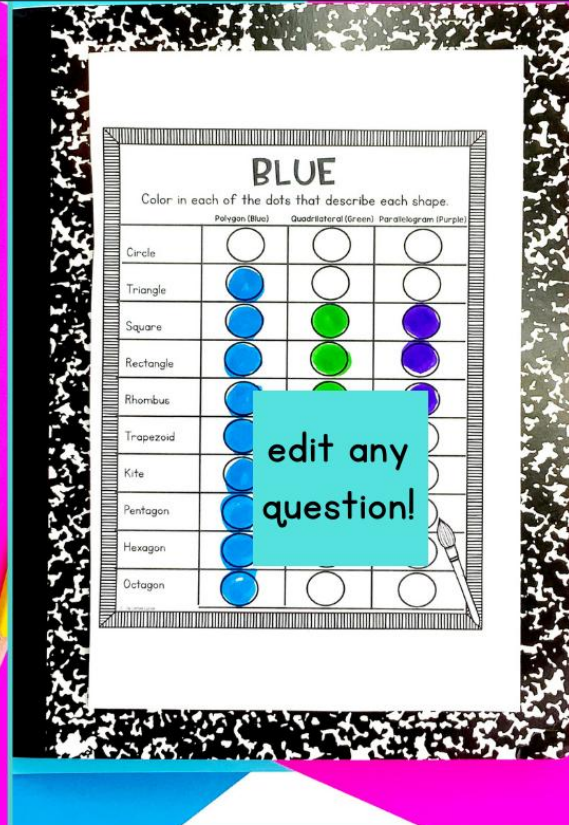 BLUE
Color in each of the dots that describe each shape.
Polygon (Blue) Quadrilateral (Green) Parallelogram (Purple)
Circle
Triangle
Square
Rectangle
Rhombus
Trapezoid
edit any
Kite
question!
Pentagon
Hexagon
Octagon